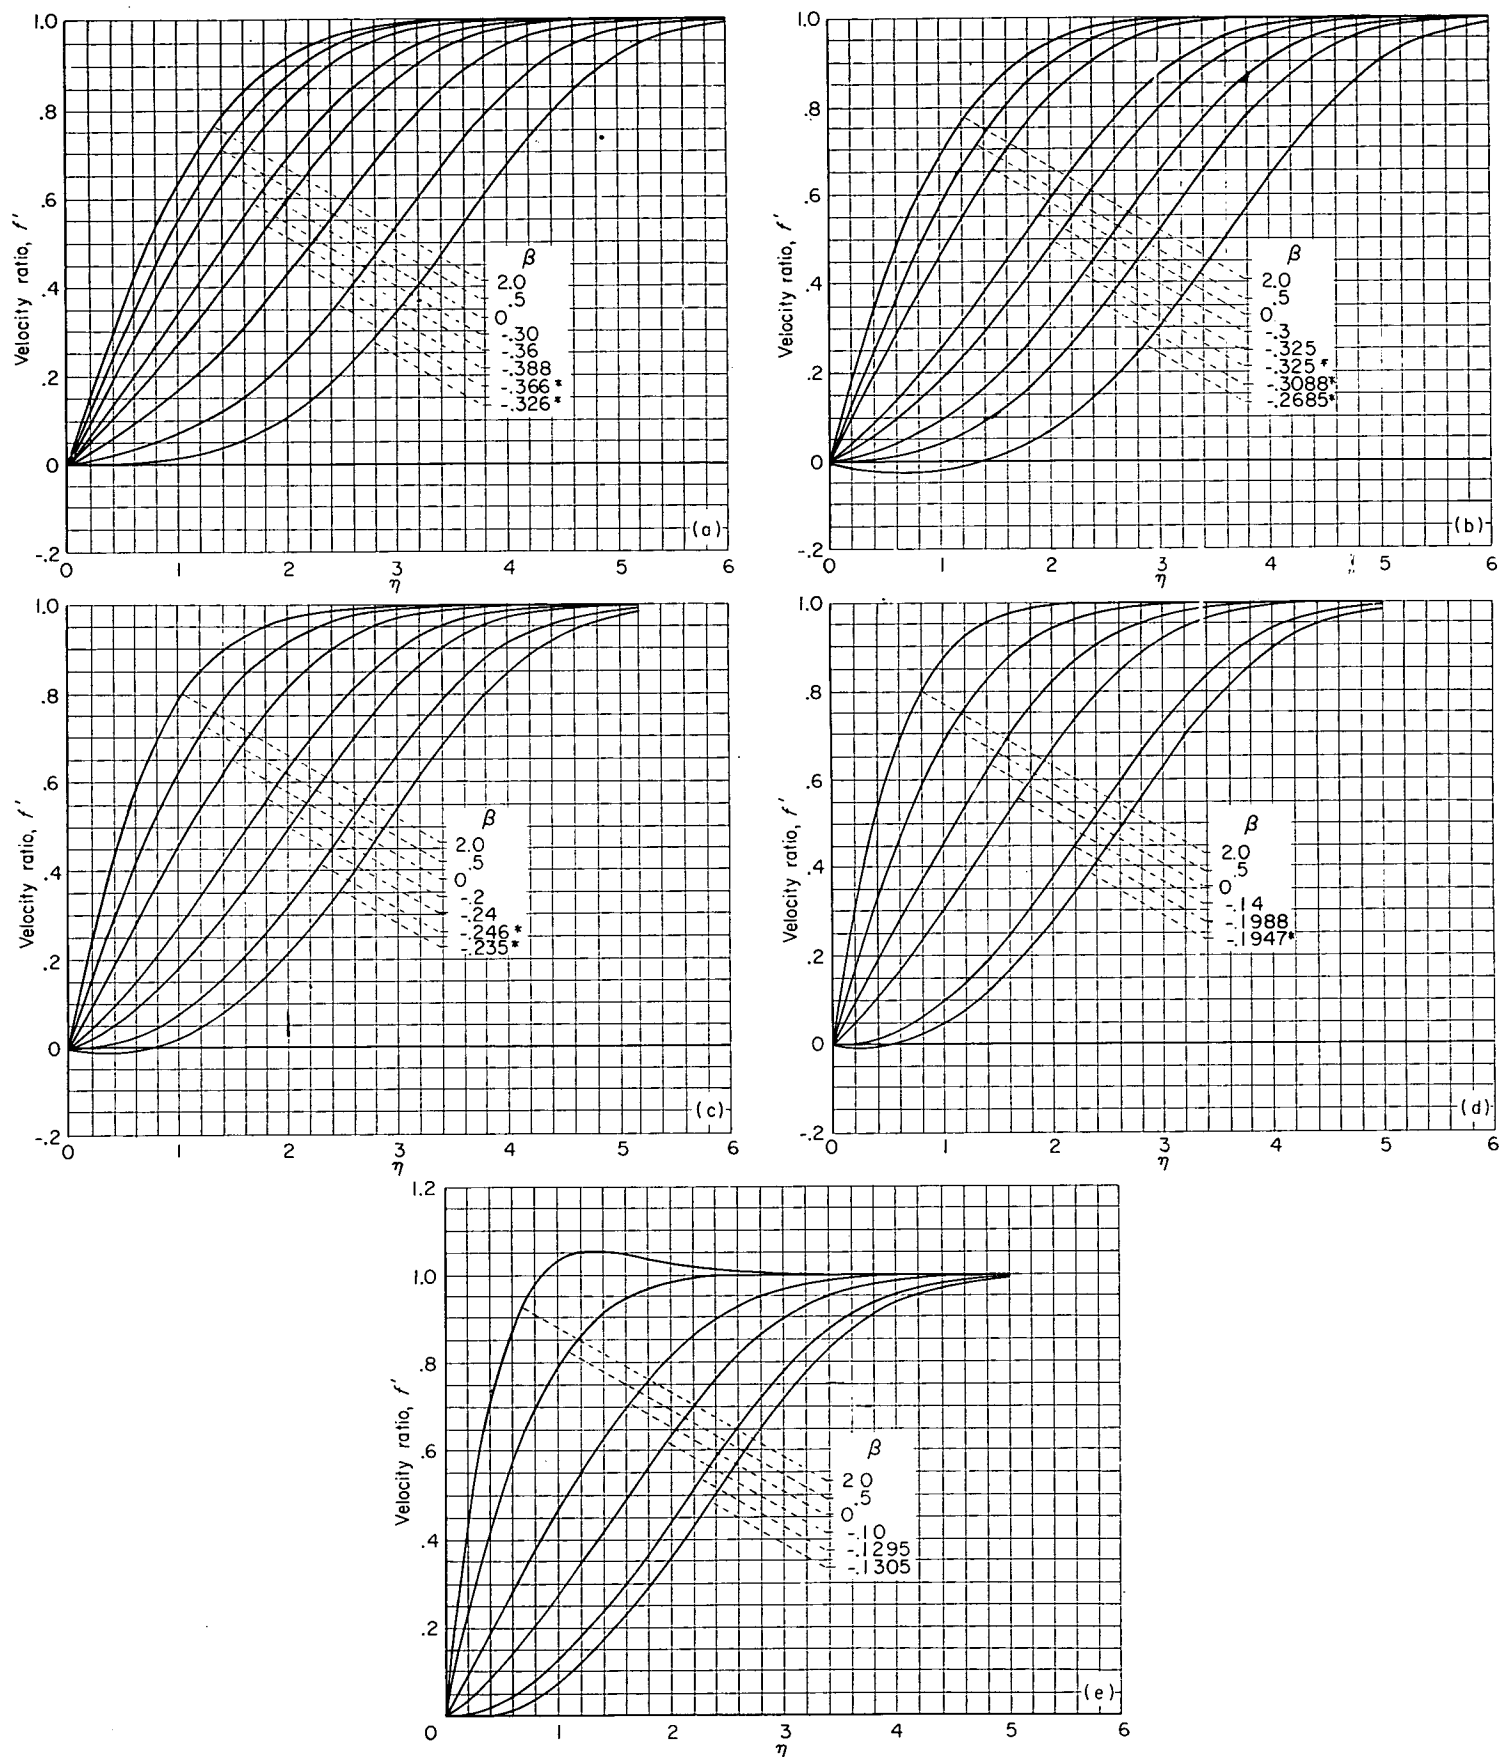 1.0
.8
.6
.4
.2
0
-.2
Velocity ratio, f'
β
2.0
.5
0
-.30
-.36
-.388
-.366*
-.326*
(a)
0 1 2 3 4 5 6
η
1.0
.8
.6
.4
.2
0
-.2
Velocity ratio, f'
β
2.0
.5
0
-.3
-.325
-.325*
-.3088*
-.2685*
(b)
0 1 2 3 4 5 6
η
1.0
.8
.6
.4
.2
0
-.2
Velocity ratio, f'
β
2.0
.5
0
-.2
-.24
-.246*
-.235*
(c)
0 1 2 3 4 5 6
η
1.0
.8
.6
.4
.2
0
-.2
Velocity ratio, f'
β
2.0
.5
0
-.14
-.1988
-.1947*
(d)
0 1 2 3 4 5 6
η
1.2
1.0
.8
.6
.4
.2
Velocity ratio, f'
β
2 0
.5
0
-.10
-.1295
-.1305
(e)
0 1 2 3 4 5 6
η